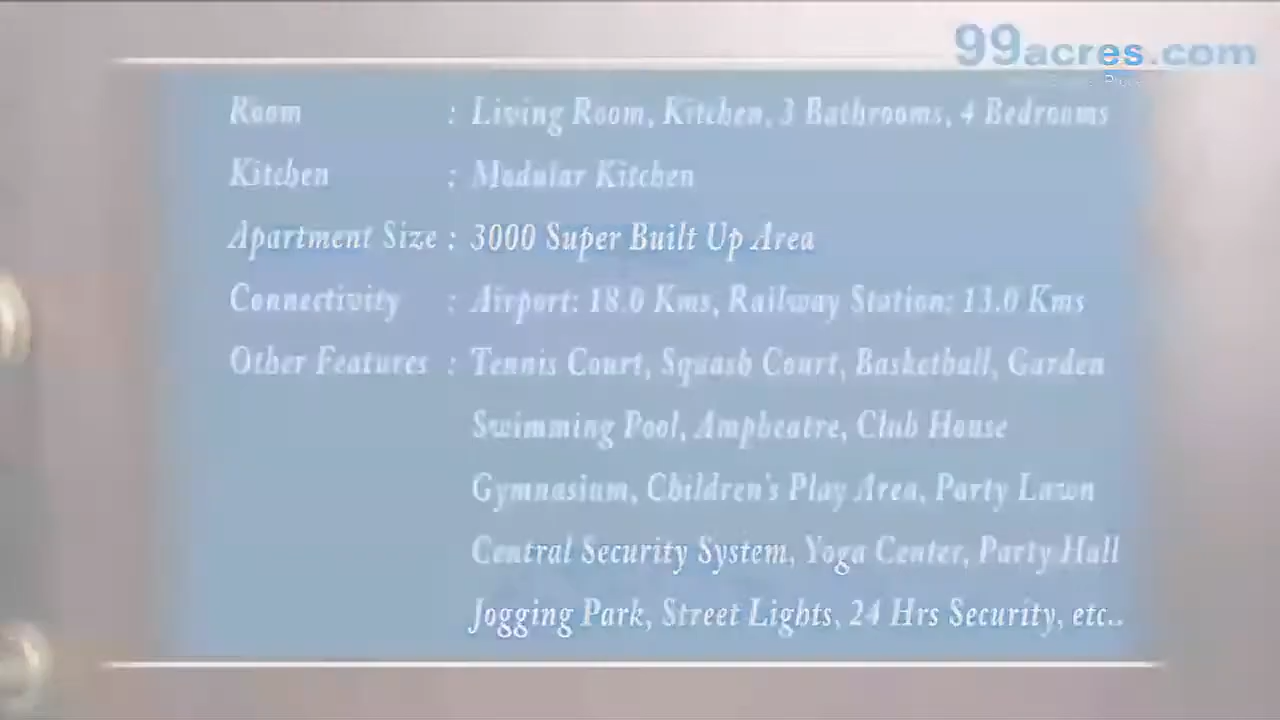 99acres.com
Room : Living Room, Kitchen, 3 Bathrooms, 4 Bedrooms
Kitchen : Modular Kitchen
Apartment Size : 3000 Super Built Up Area
Connectivity : Airport: 18.0 Kms, Railway Station: 13.0 Kms
Other Features : Tennis Court, Squash Court, Basketball, Garden
Swimming Pool, Ampheatre, Club House
Gymnasium, Children's Play Area, Party Lawn
Central Security System, Yoga Center, Party Hall
Jogging Park, Street Lights, 24 Hrs Security, etc..